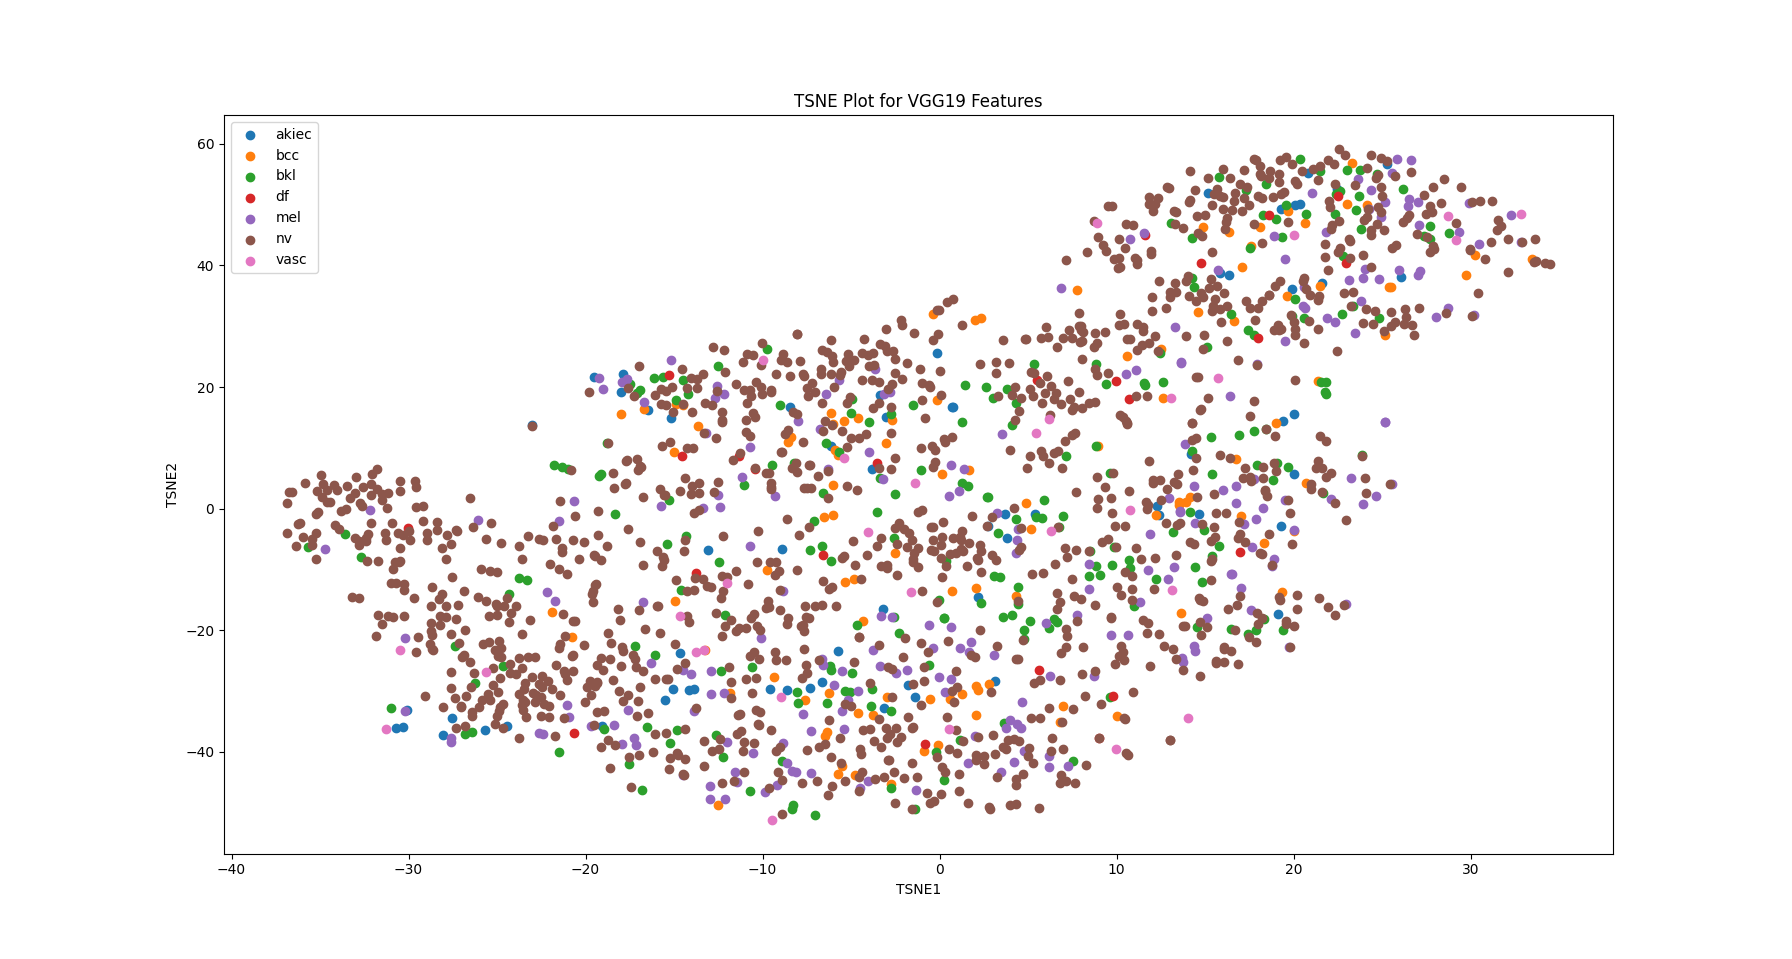 TSNE Plot for VGG19 Features
akiec
bcc
bkl
df
mel
nv
vasc
60
40
20
0
−20
−40
TSNE2
−40 −30 −20 −10 0 10 20 30
TSNE1